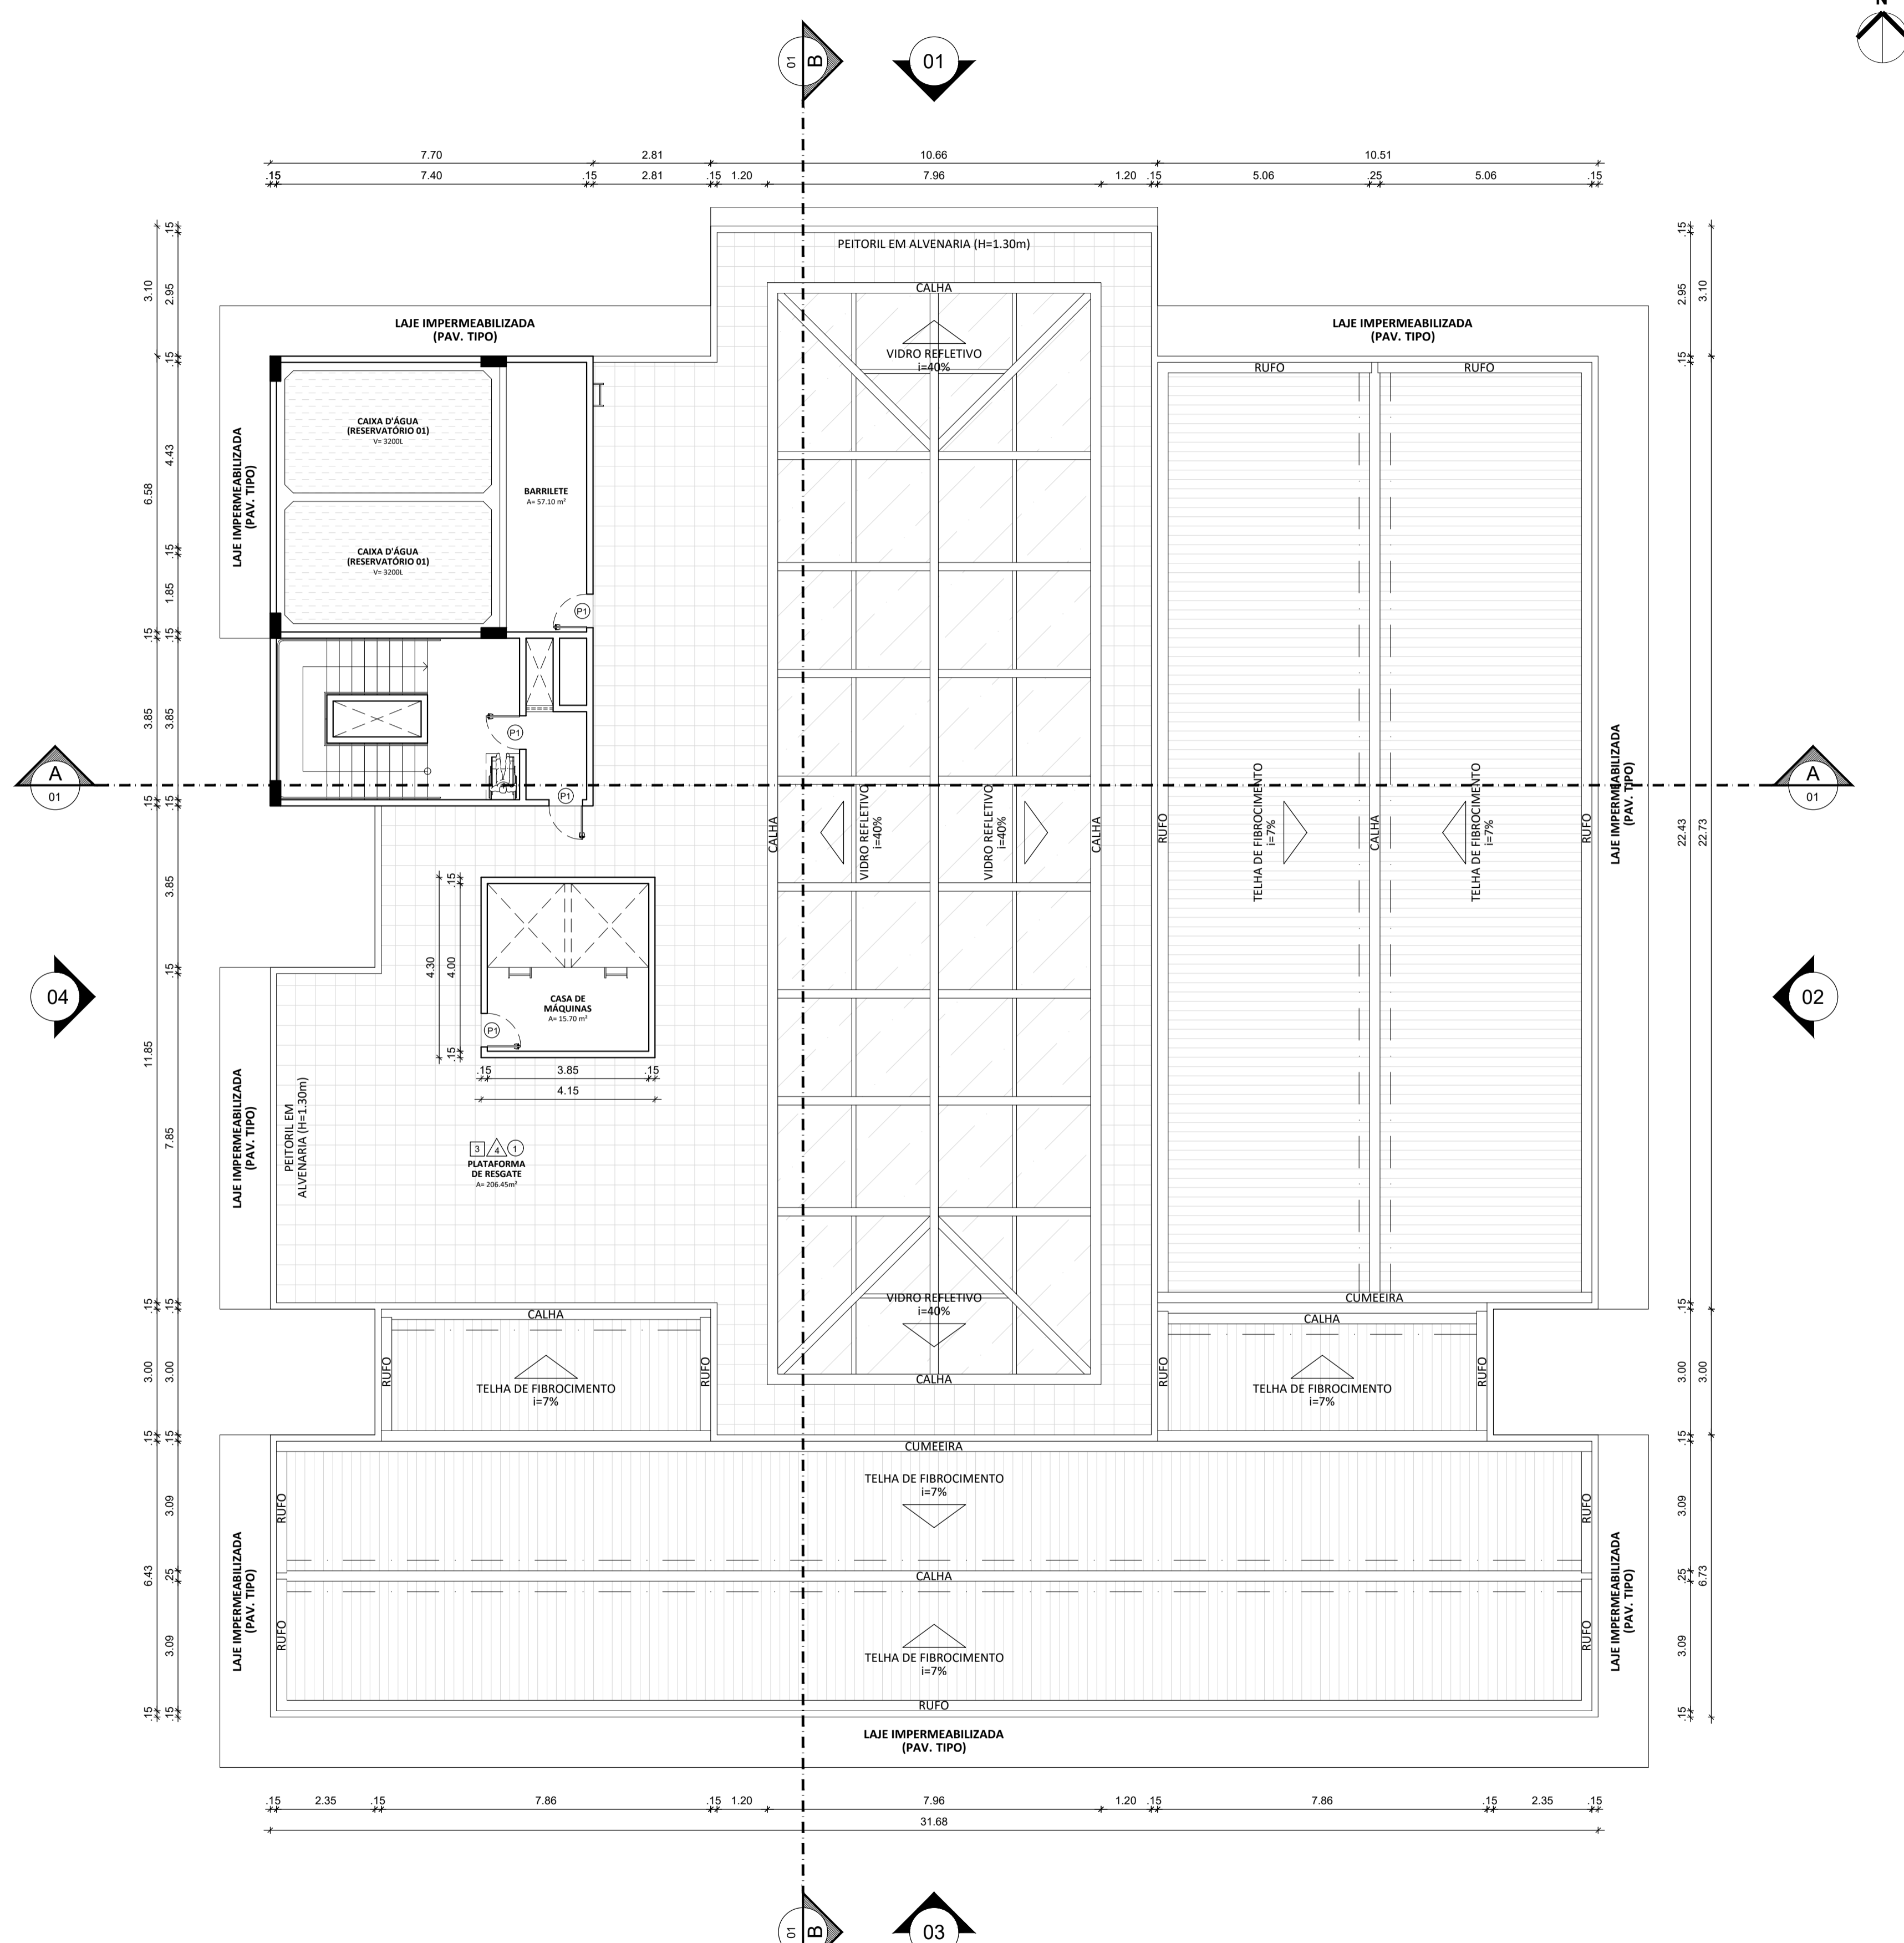 N
01
B
01
7.70
2.81
10.66
10.51
.15
7.40
.15
2.81
.15
1.20
7.96
1.20
.15
5.06
.25
5.06
.15
PEITORIL EM ALVENARIA (H=1.30m)
CALHA
VIDRO REFLETIVO
i=40%
LAJE IMPERMEABILIZADA
(PAV. TIPO)
LAJE IMPERMEABILIZADA
(PAV. TIPO)
RUFO
RUFO
.15
3.10
2.95
.15
4.43
6.58
.15
1.85
.15
.15
3.85
3.85
.15
.15
3.85
.15
11.85
7.85
.15
.15
3.00
3.00
.15
.15
3.09
6.43
.25
3.09
.15
.15
.15
2.95
3.10
.15
22.43
22.73
.15
3.00
3.00
.15
3.09
.25
6.73
3.09
.15
LAJE IMPERMEABILIZADA
(PAV. TIPO)
CAIXA D'ÁGUA
(RESERVATÓRIO 01)
V= 3200L
BARRILETE
A= 57.10 m²
CAIXA D'ÁGUA
(RESERVATÓRIO 01)
V= 3200L
P1
P1
P1
A
01
A
01
CALHA
VIDRO REFLETIVO
i=40%
VIDRO REFLETIVO
i=40%
CALHA
RUFO
TELHA DE FIBROCIMENTO
i=7%
CALHA
TELHA DE FIBROCIMENTO
i=7%
RUFO
LAJE IMPERMEABILIZADA
(PAV. TIPO)
04
02
.15
4.30
4.00
.15
CASA DE
MÁQUINAS
A= 15.70 m²
P1
.15
3.85
.15
4.15
LAJE IMPERMEABILIZADA
(PAV. TIPO)
PEITORIL EM
ALVENARIA (H=1.30m)
3
4
1
PLATAFORMA
DE RESGATE
A= 206.45m²
VIDRO REFLETIVO
i=40%
CALHA
CALHA
RUFO
RUFO
TELHA DE FIBROCIMENTO
i=7%
CUMEEIRA
CALHA
RUFO
RUFO
TELHA DE FIBROCIMENTO
i=7%
CUMEEIRA
TELHA DE FIBROCIMENTO
i=7%
RUFO
RUFO
CALHA
LAJE IMPERMEABILIZADA
(PAV. TIPO)
LAJE IMPERMEABILIZADA
(PAV. TIPO)
RUFO
RUFO
TELHA DE FIBROCIMENTO
i=7%
RUFO
LAJE IMPERMEABILIZADA
(PAV. TIPO)
.15
2.35
.15
7.86
.15
1.20
7.96
1.20
.15
7.86
.15
2.35
.15
31.68
01
B
03